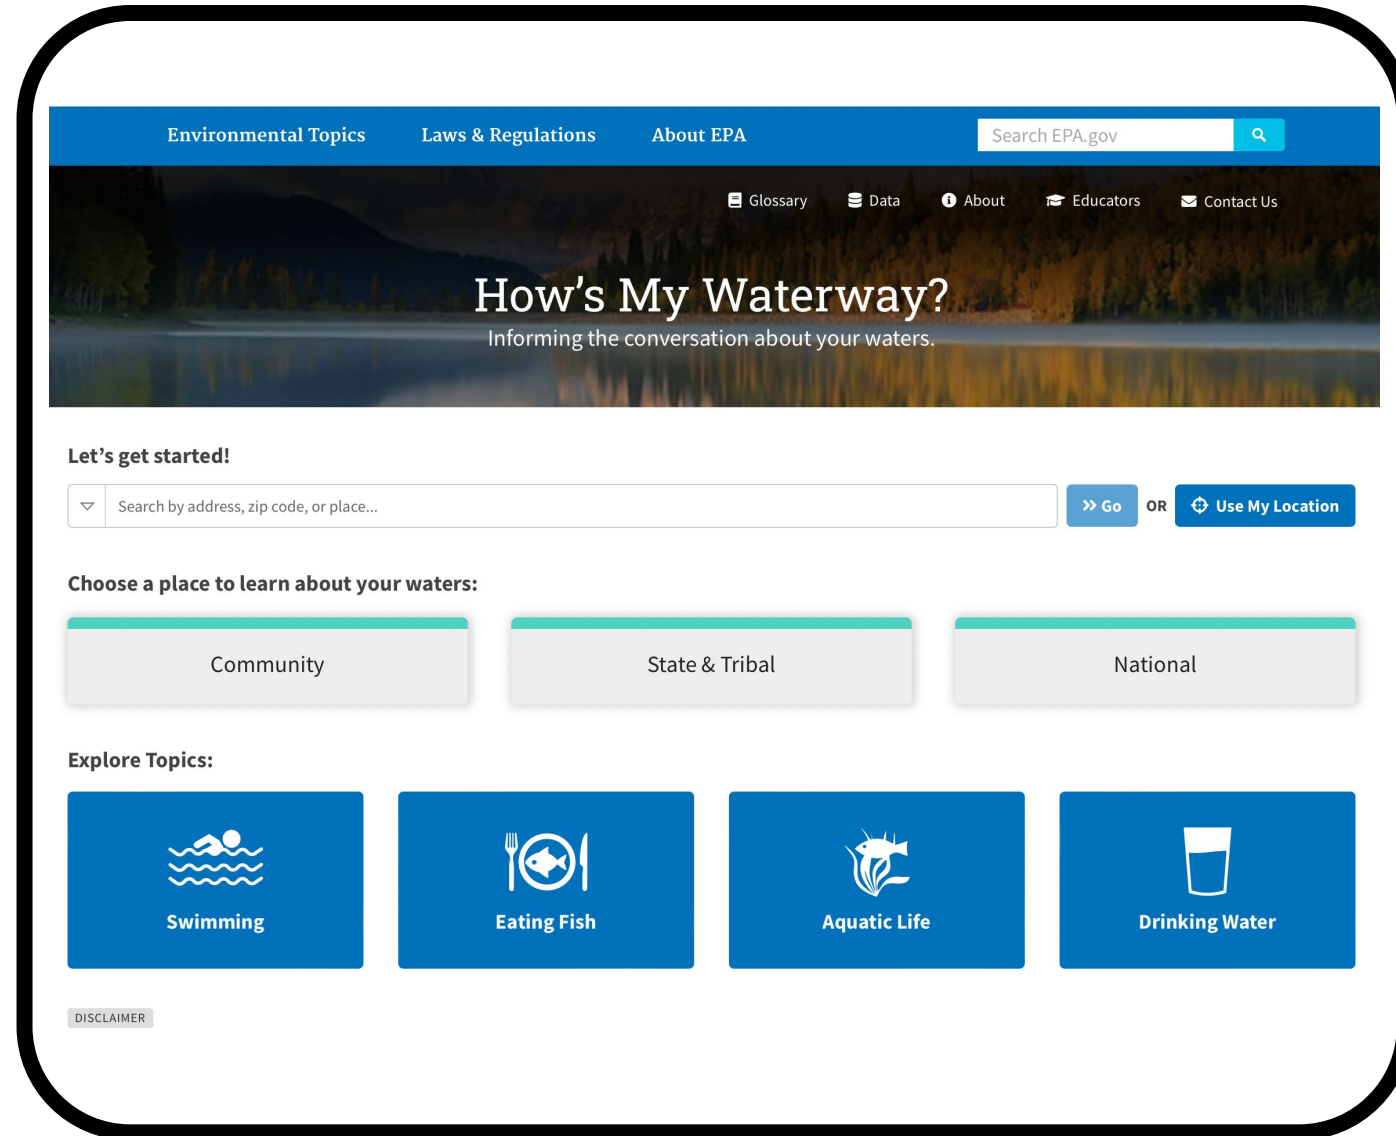 Environmental Topics Laws & Regulations About EPA Search EPA.gov
Glossary Data About Educators Contact Us
How's My Waterway?
Informing the conversation about your waters.
Let's get started!
Search by address, zip code, or place... Go OR Use My Location
Choose a place to learn about your waters:
Community State & Tribal National
Explore Topics:
Swimming Eating Fish Aquatic Life Drinking Water
DISCLAIMER